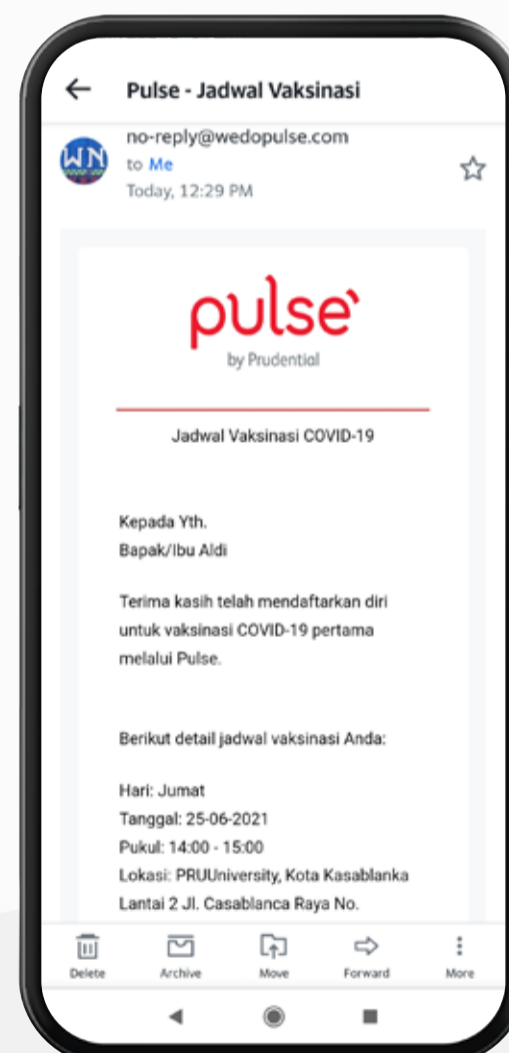 Pulse - Jadwal Vaksinasi
WN
no-reply@wedopulse.com
to Me
Today, 12:29 PM
pulse
by Prudential
Jadwal Vaksinasi COVID-19
Kepada Yth.
Bapak/Ibu Aldi
Terima kasih telah mendaftarkan diri
untuk vaksinasi COVID-19 pertama
melalui Pulse.
Berikut detail jadwal vaksinasi Anda:
Hari: Jumat
Tanggal: 25-06-2021
Pukul: 14:00 - 15:00
Lokasi: PRUUniversity, Kota Kasablanka
Lantai 2 Jl. Casablanca Raya No.
Delete Archive Move Forward More